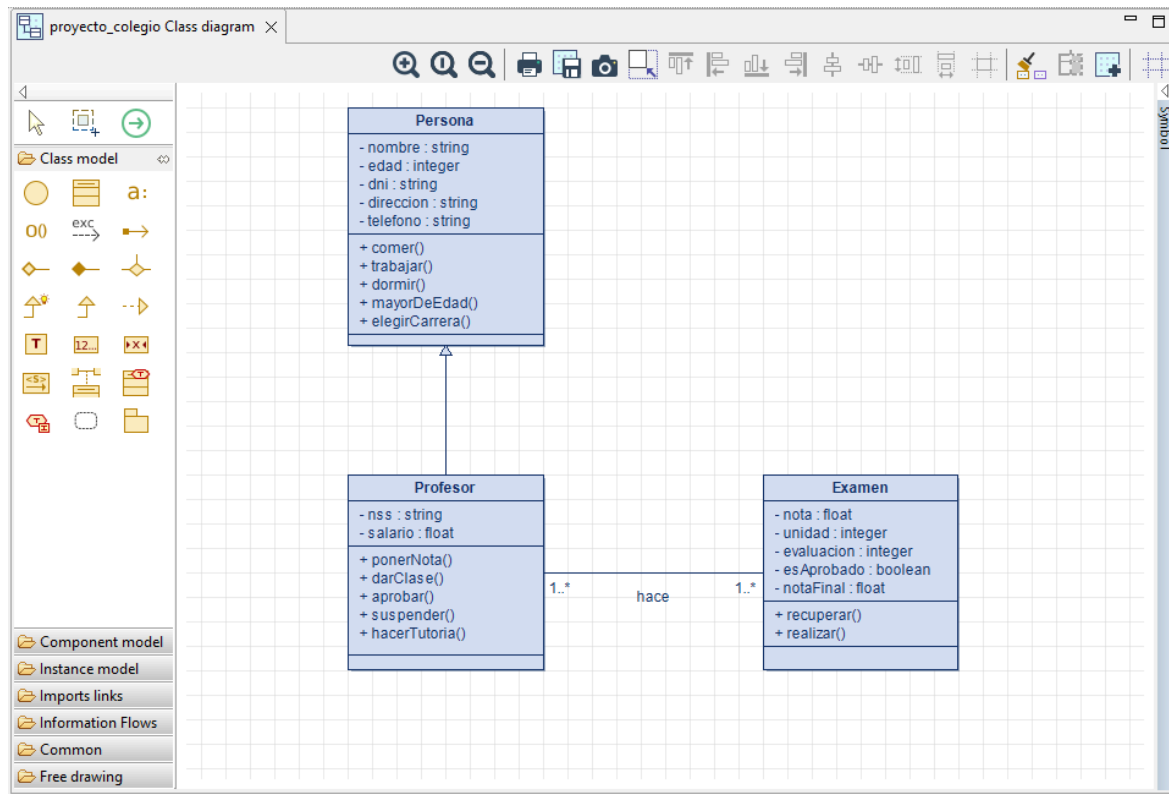 proyecto_colegio Class diagram
Class model
a:
O()
exc
T
12...
X
<S>
T
T
Component model
Instance model
Imports links
Information Flows
Common
Free drawing
Symbol
Persona
- nombre : string
- edad : integer
- dni : string
- direccion : string
- telefono : string
+ comer()
+ trabajar()
+ dormir()
+ mayorDeEdad()
+ elegirCarrera()
Profesor
- nss : string
- salario : float
+ ponerNota()
+ darClase()
+ aprobar()
+ suspender()
+ hacerTutoria()
1..*
hace
1..*
Examen
- nota : float
- unidad : integer
- evaluacion : integer
- esAprobado : boolean
- notaFinal : float
+ recuperar()
+ realizar()